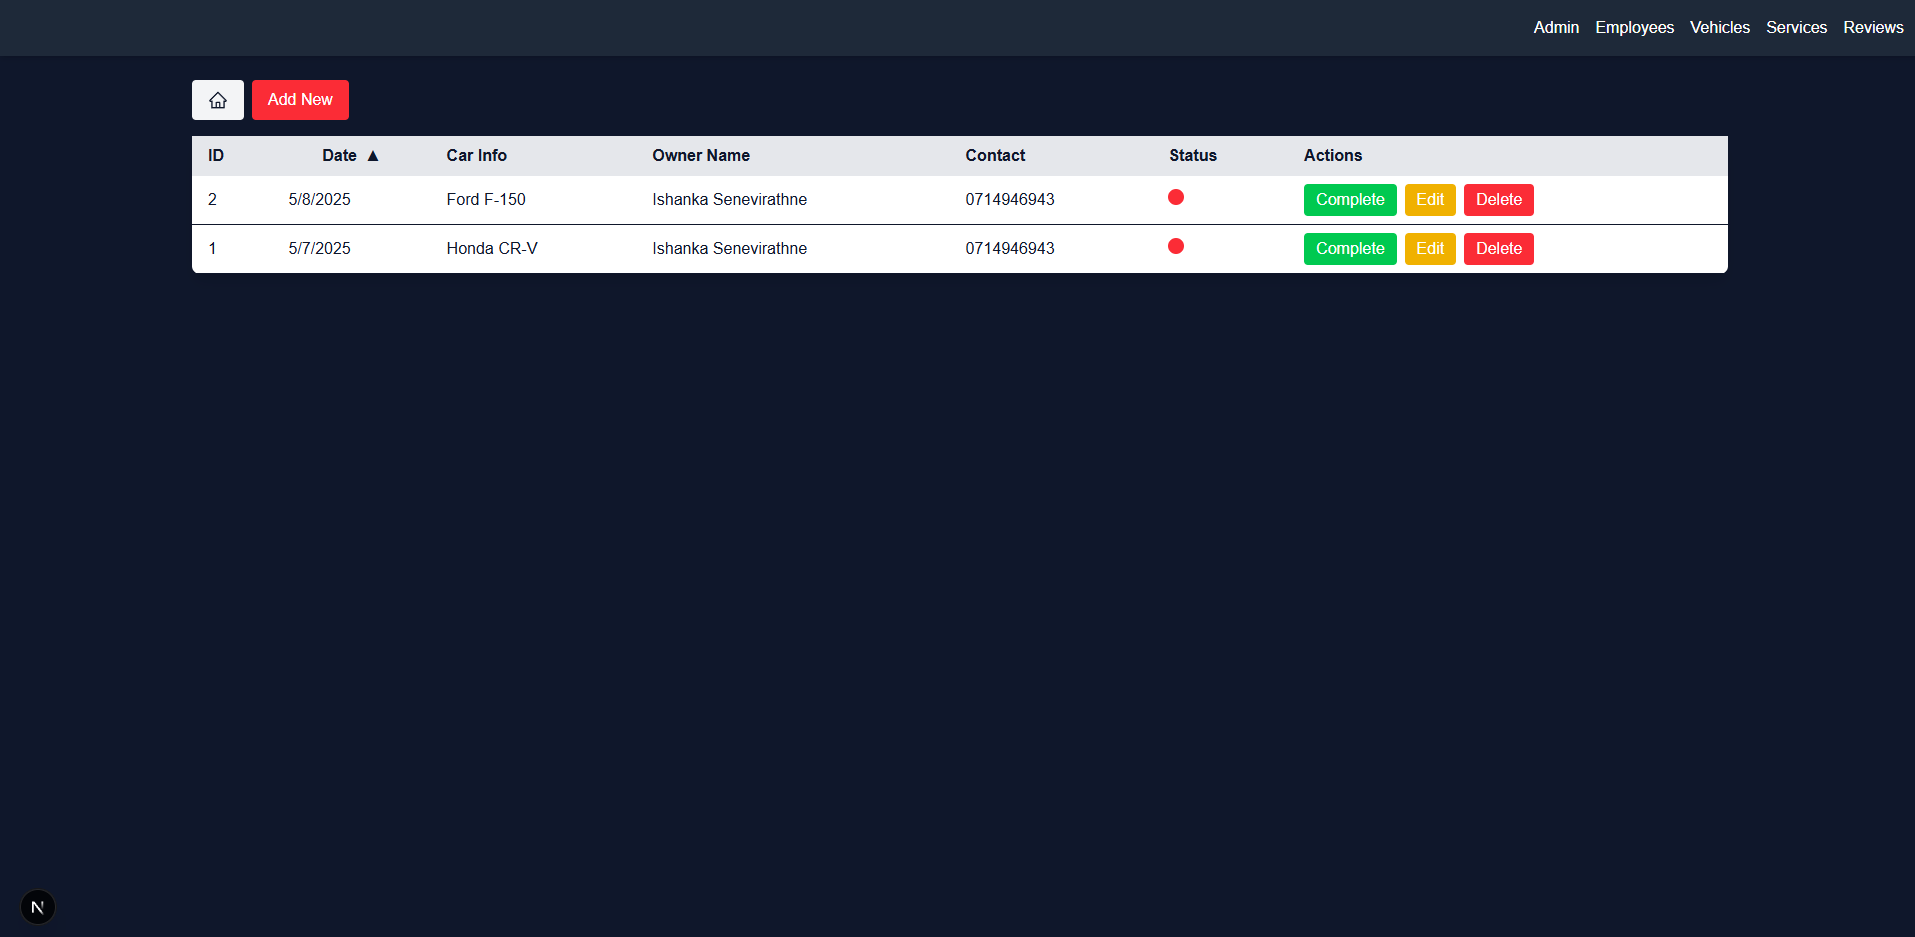 Admin Employees Vehicles Services Reviews
Add New
ID Date ▲ Car Info Owner Name Contact Status Actions
2 5/8/2025 Ford F-150 Ishanka Senevirathne 0714946943 Complete Edit Delete
1 5/7/2025 Honda CR-V Ishanka Senevirathne 0714946943 Complete Edit Delete
N